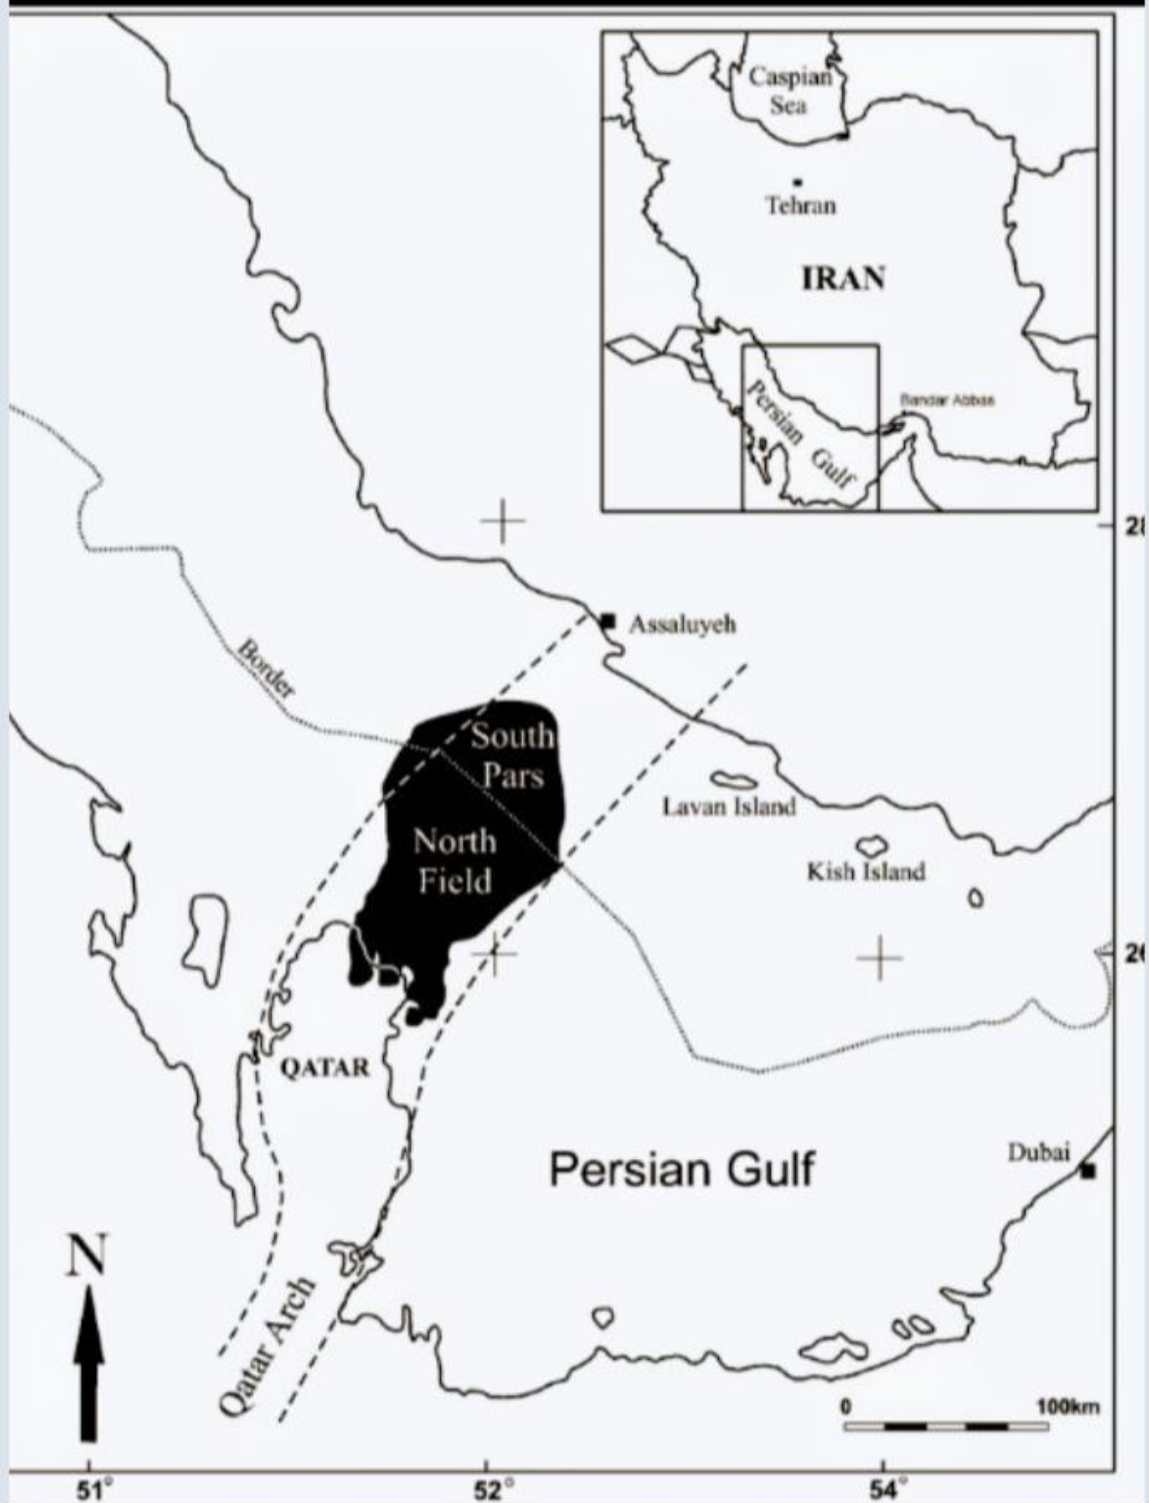 Caspian
Sea
Tehran
IRAN
Bandar Abbas
Persian Gulf
28
Assaluyeh
Border
South
Pars
Lavan Island
North
Field
Kish Island
26
QATAR
Persian Gulf
Dubai
N
Qatar Arch
0 100km
51° 52° 54°